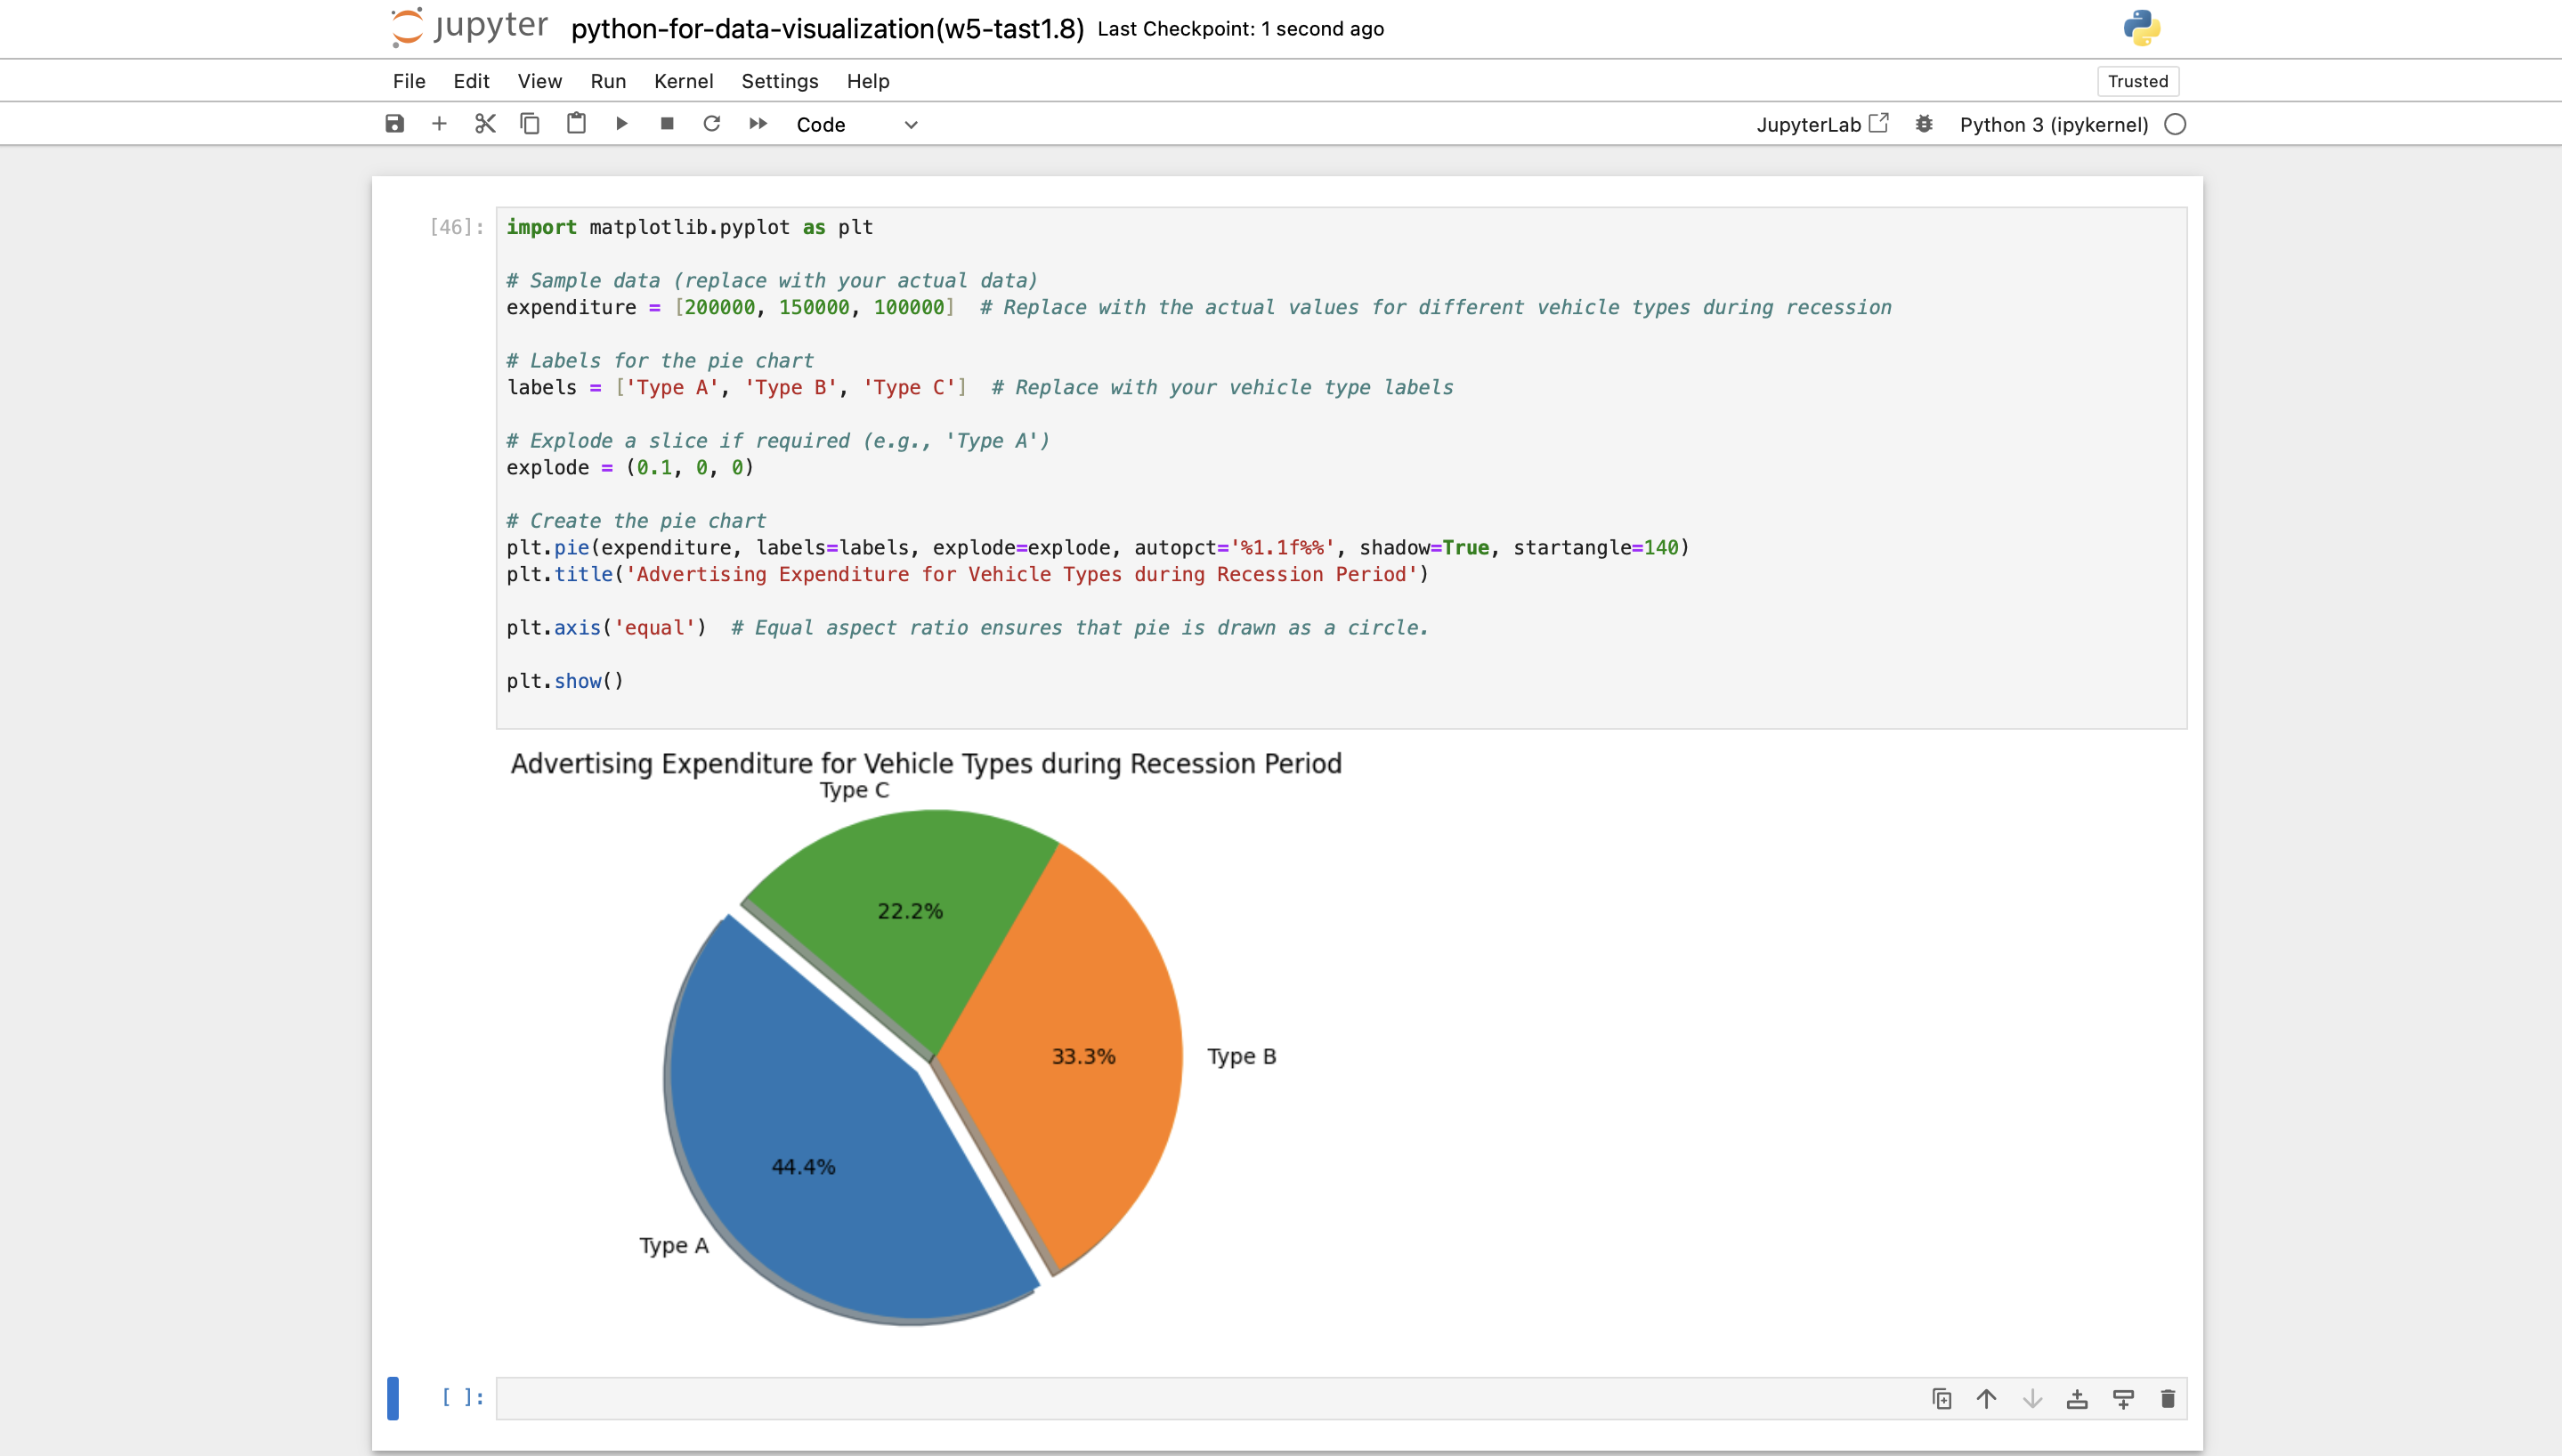 jupyter python-for-data-visualization(w5-tast1.8) Last Checkpoint: 1 second ago
File Edit View Run Kernel Settings Help Trusted
Code JupyterLab Python 3 (ipykernel)
[46]: import matplotlib.pyplot as plt
# Sample data (replace with your actual data)
expenditure = [200000, 150000, 100000]  # Replace with the actual values for different vehicle types during recession
# Labels for the pie chart
labels = ['Type A', 'Type B', 'Type C']  # Replace with your vehicle type labels
# Explode a slice if required (e.g., 'Type A')
explode = (0.1, 0, 0)
# Create the pie chart
plt.pie(expenditure, labels=labels, explode=explode, autopct='%1.1f%%', shadow=True, startangle=140)
plt.title('Advertising Expenditure for Vehicle Types during Recession Period')
plt.axis('equal')  # Equal aspect ratio ensures that pie is drawn as a circle.
plt.show()
Advertising Expenditure for Vehicle Types during Recession Period
Type C
22.2%
33.3% Type B
44.4%
Type A
[ ]: